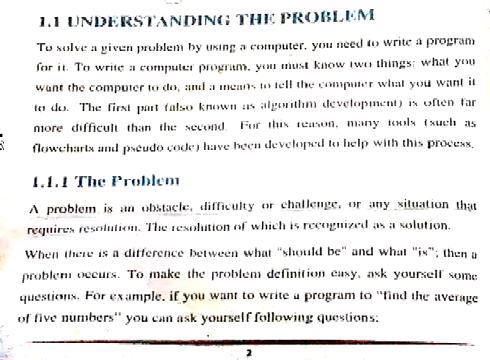 1.1 UNDERSTANDING THE PROBLEM
To solve a given problem by using a computer, you need to write a program
for it. To write a computer program, you must know two things: what you
want the computer to do, and a means to tell the computer what you want it
to do. The first part (also known as algorithm development) is often far
more difficult than the second. For this reason, many tools (such as
flowcharts and pseudo code) have been developed to help with this process.
1.1.1 The Problem
A problem is an obstacle, difficulty or challenge, or any situation that
requires resolution. The resolution of which is recognized as a solution.
When there is a difference between what "should be" and what "is"; then a
problem occurs. To make the problem definition easy, ask yourself some
questions. For example, if you want to write a program to "find the average
of five numbers" you can ask yourself following questions:
2